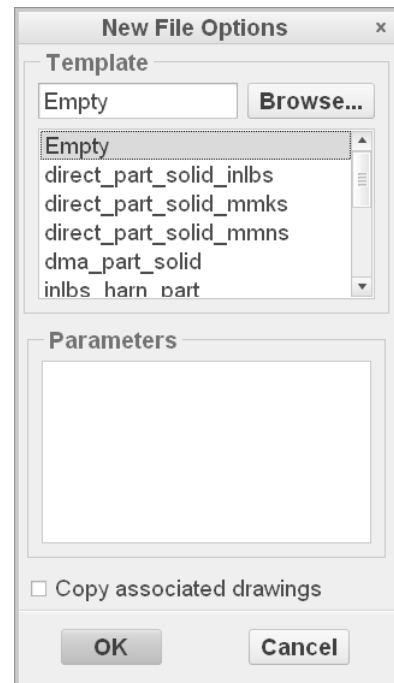 New File Options x
Template
Empty Browse...
Empty
direct_part_solid_inlbs
direct_part_solid_mmks
direct_part_solid_mmns
dma_part_solid
inlbs_harn_part
Parameters
Copy associated drawings
OK Cancel